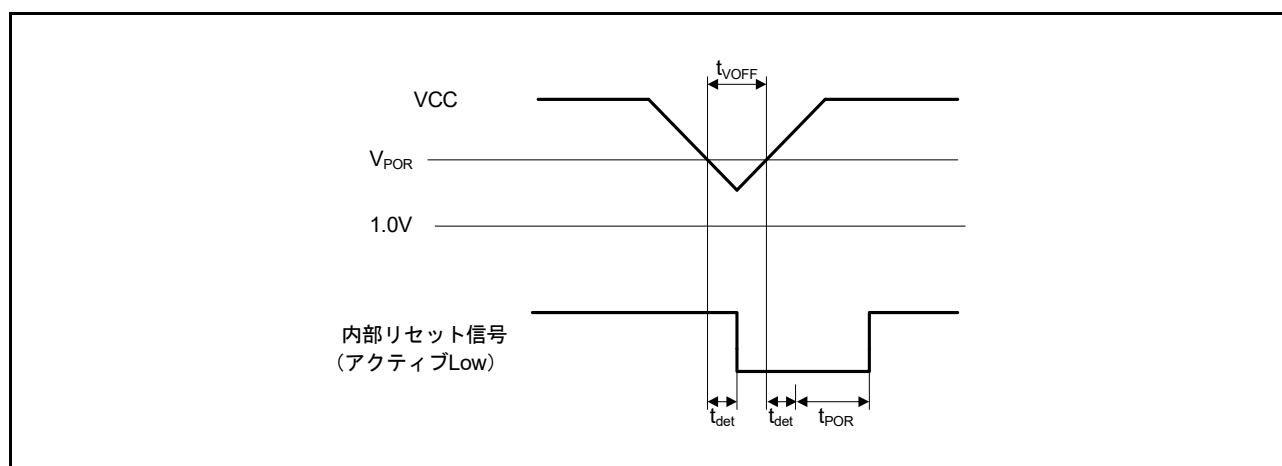 tVOFF
VCC
VPOR
1.0V
内部リセット信号
（アクティブLow）
tdet
tdet
tPOR